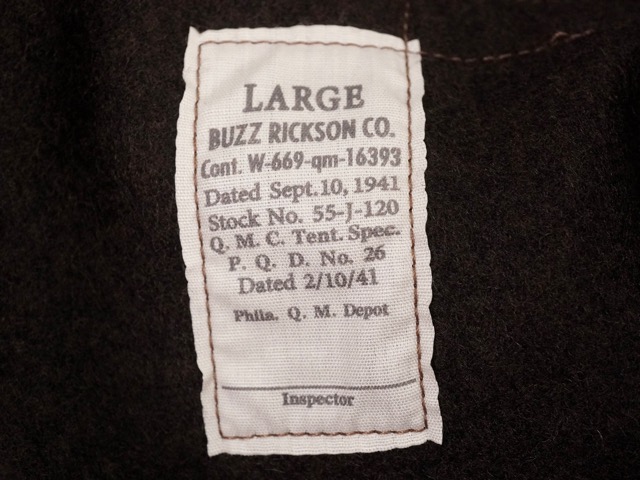 LARGE
BUZZ RICKSON CO.
Cont. W-669-qm-16393
Dated Sept. 10, 1941
Stock No. 55-J-120
Q. M. C. Tent. Spec.
P. Q. D. No. 26
Dated 2/10/41
Phila. Q. M. Depot
Inspector